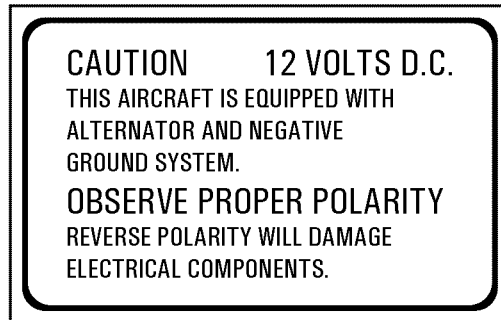 CAUTION 12 VOLTS D.C.
THIS AIRCRAFT IS EQUIPPED WITH
ALTERNATOR AND NEGATIVE
GROUND SYSTEM.
OBSERVE PROPER POLARITY
REVERSE POLARITY WILL DAMAGE
ELECTRICAL COMPONENTS.